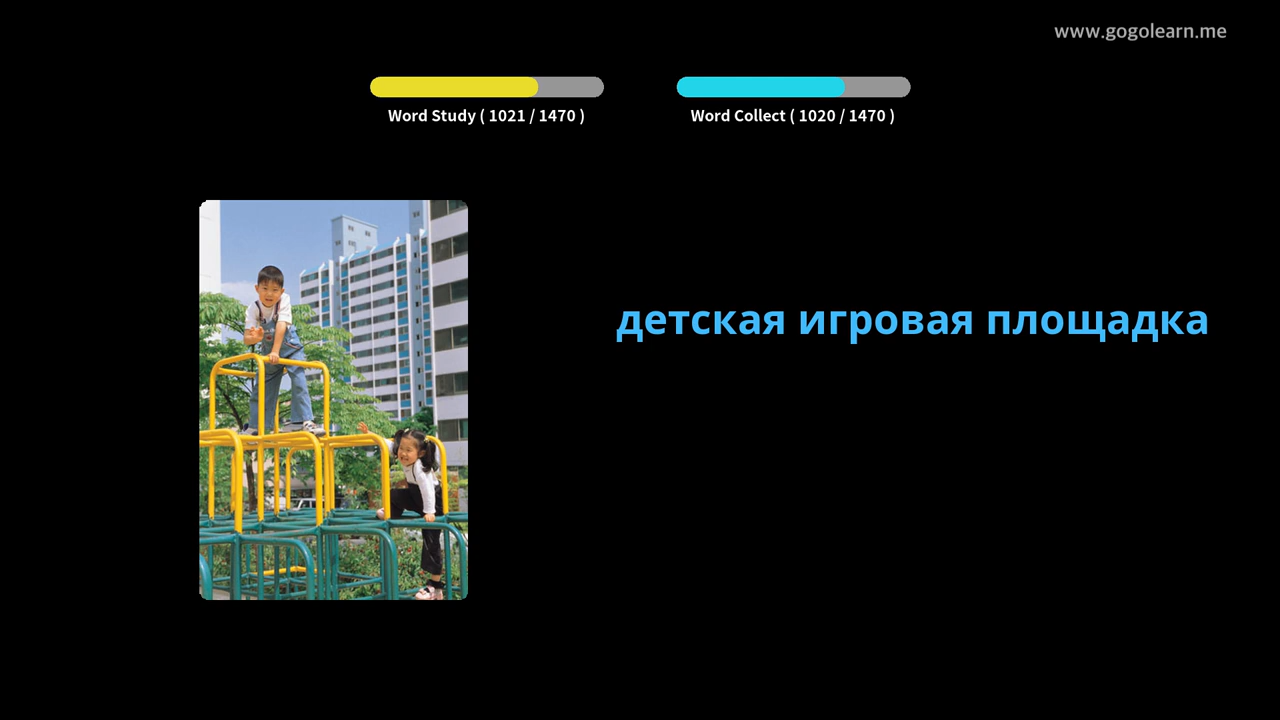 www.gogolearn.me
Word Study ( 1021 / 1470 )
Word Collect ( 1020 / 1470 )
детская игровая площадка